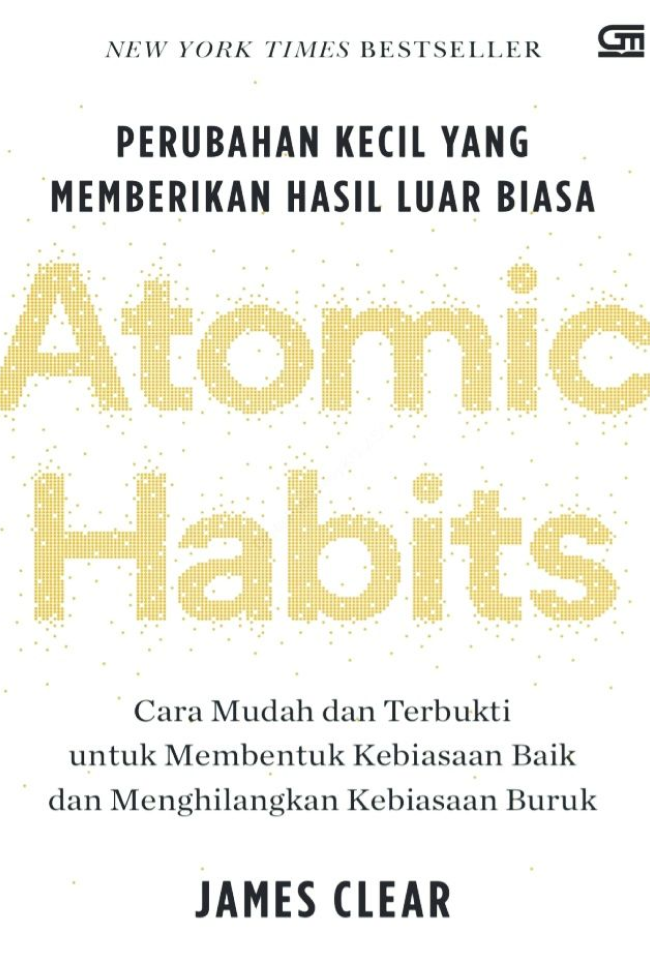 NEW YORK TIMES BESTSELLER
GM
PERUBAHAN KECIL YANG
MEMBERIKAN HASIL LUAR BIASA
Atomic
Habits
Cara Mudah dan Terbukti
untuk Membentuk Kebiasaan Baik
dan Menghilangkan Kebiasaan Buruk
JAMES CLEAR